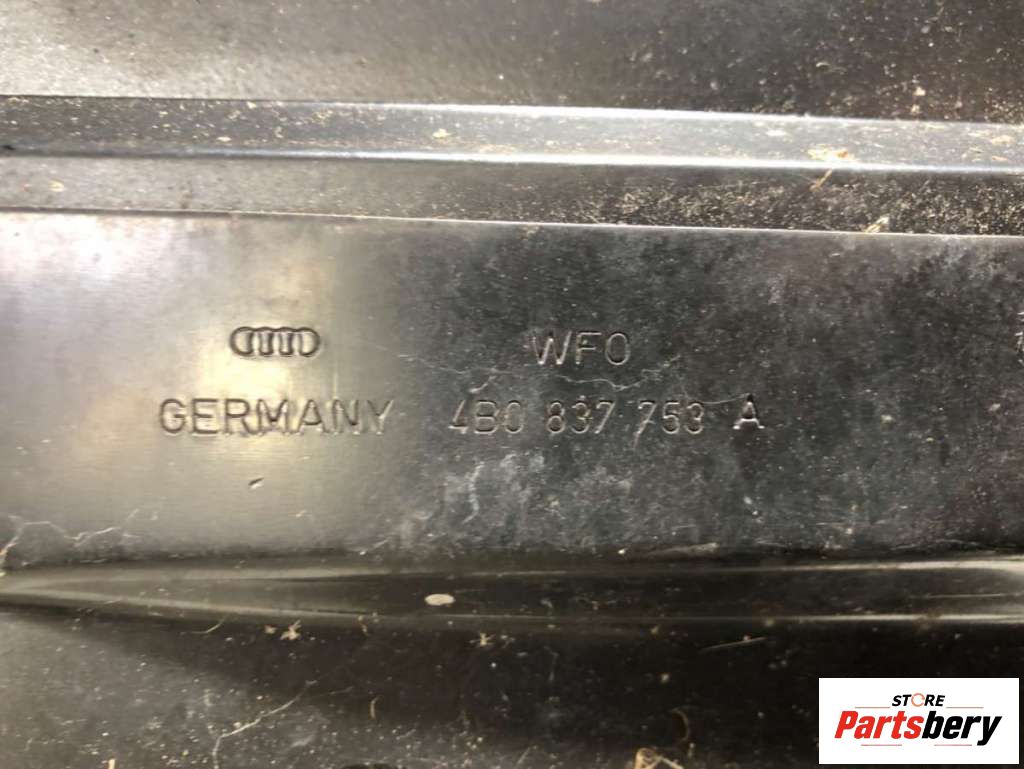 WFO
GERMANY 4B0 837 753 A
STORE
Partsbery